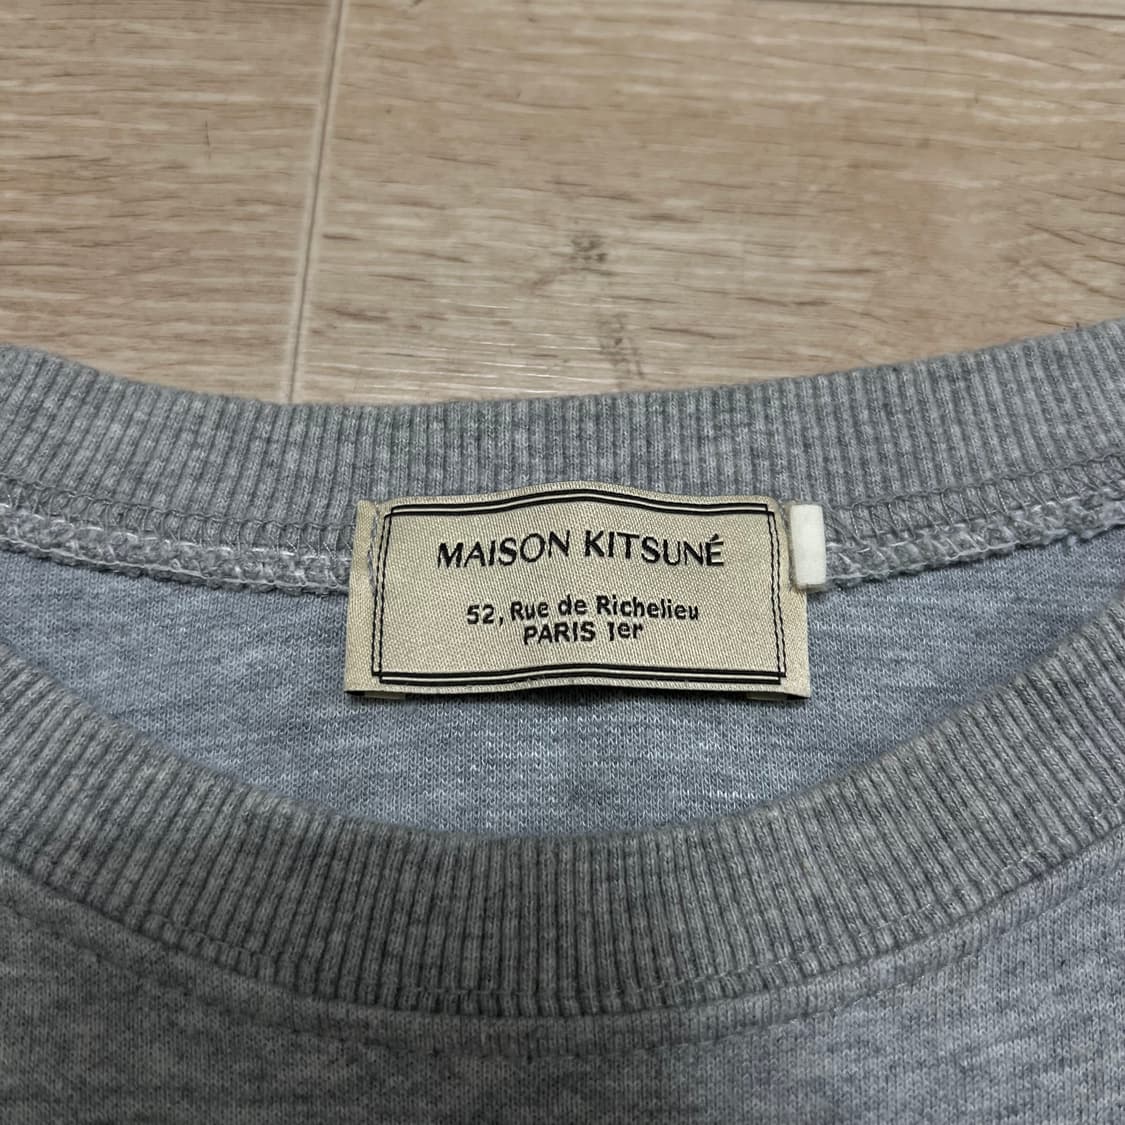 MAISON KITSUNÉ
52, Rue de Richelieu
PARIS 1er